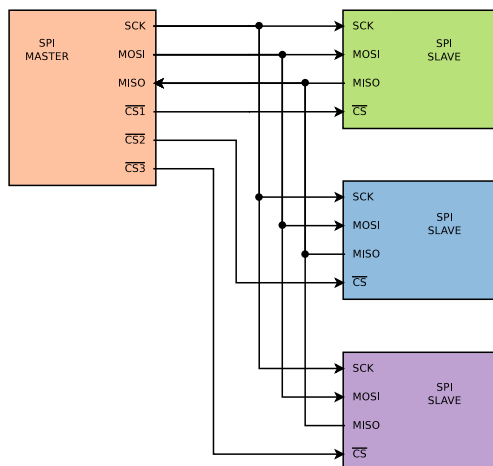 SPI
MASTER
SCK
MOSI
MISO
CS1
CS2
CS3
SCK
MOSI
MISO
CS
SPI
SLAVE
SCK
MOSI
MISO
CS
SPI
SLAVE
SCK
MOSI
MISO
CS
SPI
SLAVE